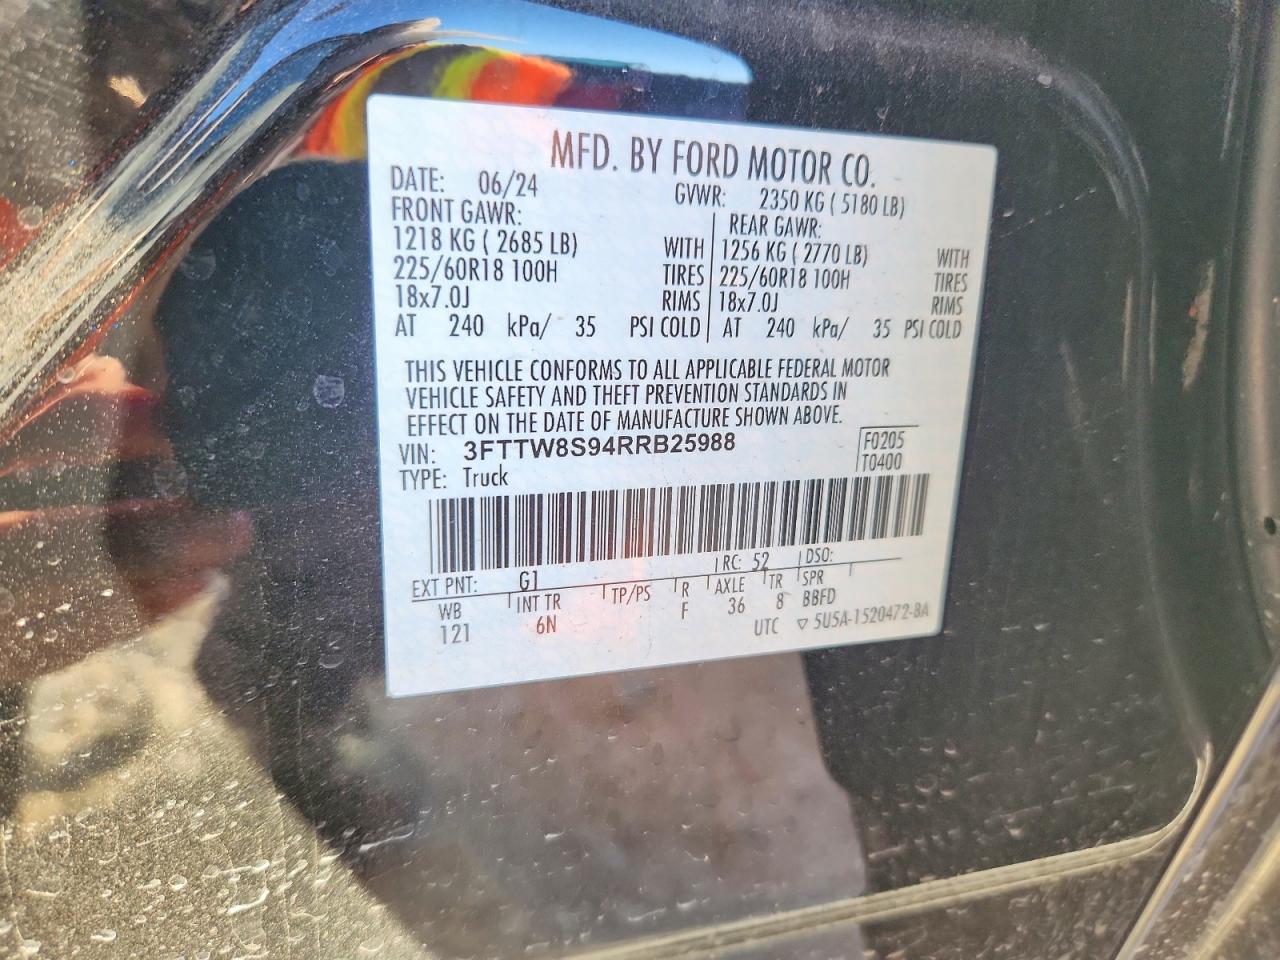 MFD. BY FORD MOTOR CO.
DATE: 06/24 GVWR: 2350 KG ( 5180 LB)
FRONT GAWR: REAR GAWR:
1218 KG ( 2685 LB) WITH 1256 KG ( 2770 LB) WITH
225/60R18 100H TIRES 225/60R18 100H TIRES
18x7.0J RIMS 18x7.0J RIMS
AT 240 kPa/ 35 PSI COLD AT 240 kPa/ 35 PSI COLD
THIS VEHICLE CONFORMS TO ALL APPLICABLE FEDERAL MOTOR
VEHICLE SAFETY AND THEFT PREVENTION STANDARDS IN
EFFECT ON THE DATE OF MANUFACTURE SHOWN ABOVE.
VIN: 3FTTW8S94RRB25988 F0205
TYPE: Truck T0400
EXT PNT: G1 RC: 52 DSO:
WB INT TR TP/PS R AXLE TR SPR
121 6N F 36 8 BBFD
UTC ▽ 5U5A-1520472-BA